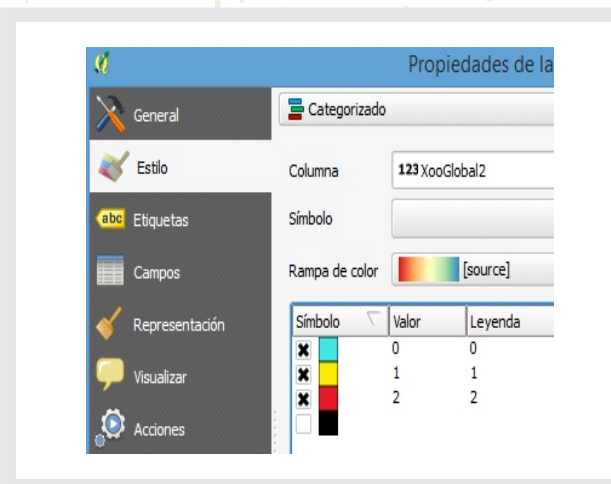 Propiedades de la
General
Categorizado
Estilo
Columna
123 XooGlobal2
abc Etiquetas
Símbolo
Campos
Rampa de color
[source]
Representación
Símbolo Valor Leyenda
0 0
1 1
2 2
Visualizar
Acciones